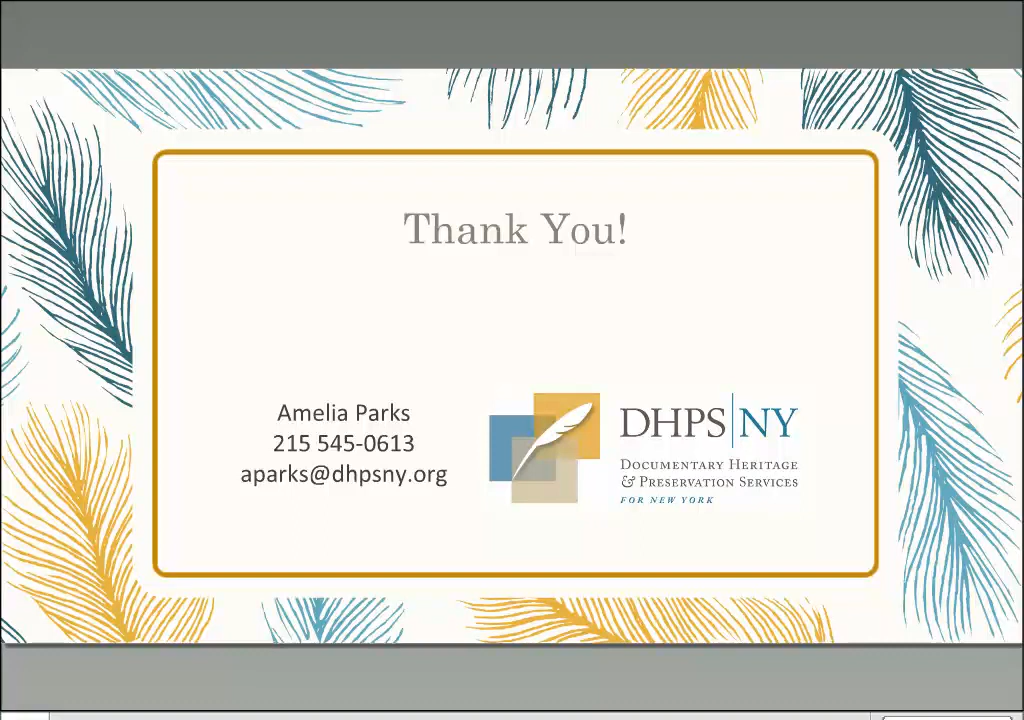 Thank You!
Amelia Parks
215 545-0613
aparks@dhpsny.org
DHPS|NY
Documentary Heritage
& Preservation Services
for New York